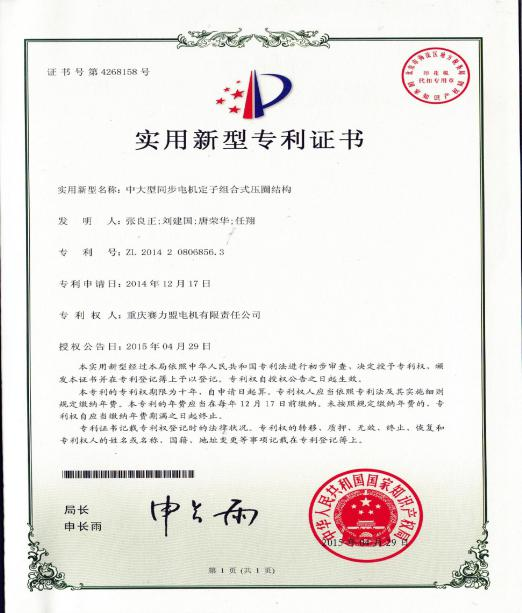 证书号第4268158号
印花税
代扣专用章
实用新型专利证书
实用新型名称：中大型同步电机定子组合式压圈结构
发明人：张良正;刘建国;唐荣华;任翔
专利号：ZL 2014 2 0806856.3
专利申请日：2014年12月17日
专利权人：重庆赛力盟电机有限责任公司
授权公告日：2015年04月29日
本实用新型经过本局依照中华人民共和国专利法进行初步审查，决定授予专利权，颁
发本证书并在专利登记簿上予以登记。专利权自授权公告之日起生效。
本专利的专利权期限为十年，自申请日起算。专利权人应当依照专利法及其实施细则
规定缴纳年费。本专利的年费应当在每年12月17日前缴纳。未按照规定缴纳年费的，专
利权自应当缴纳年费期满之日起终止。
专利证书记载专利权登记时的法律状况。专利权的转移、质押、无效、终止、恢复和
专利权人的姓名或名称、国籍、地址变更等事项记载在专利登记簿上。
局长
申长雨
申长雨
中华人民共和国国家知识产权局
2015年04月29日
第1页(共1页)